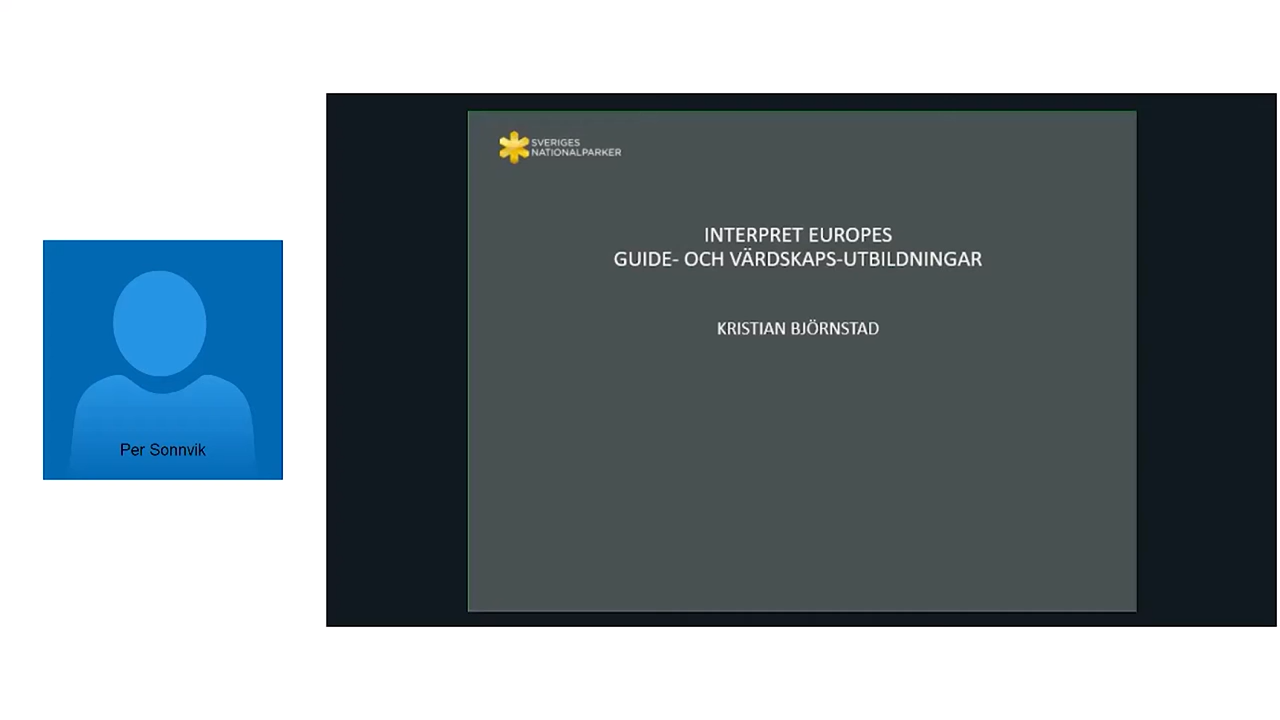 SVERIGES
NATIONALPARKER
INTERPRET EUROPES
GUIDE- OCH VÄRDSKAPS-UTBILDNINGAR
KRISTIAN BJÖRNSTAD
Per Sonnvik